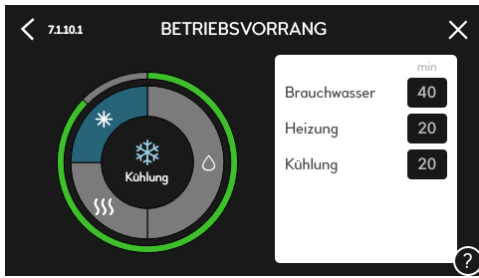 7.1.10.1 BETRIEBSVORRANG
min
Brauchwasser 40
Heizung 20
Kühlung 20
Kühlung
?